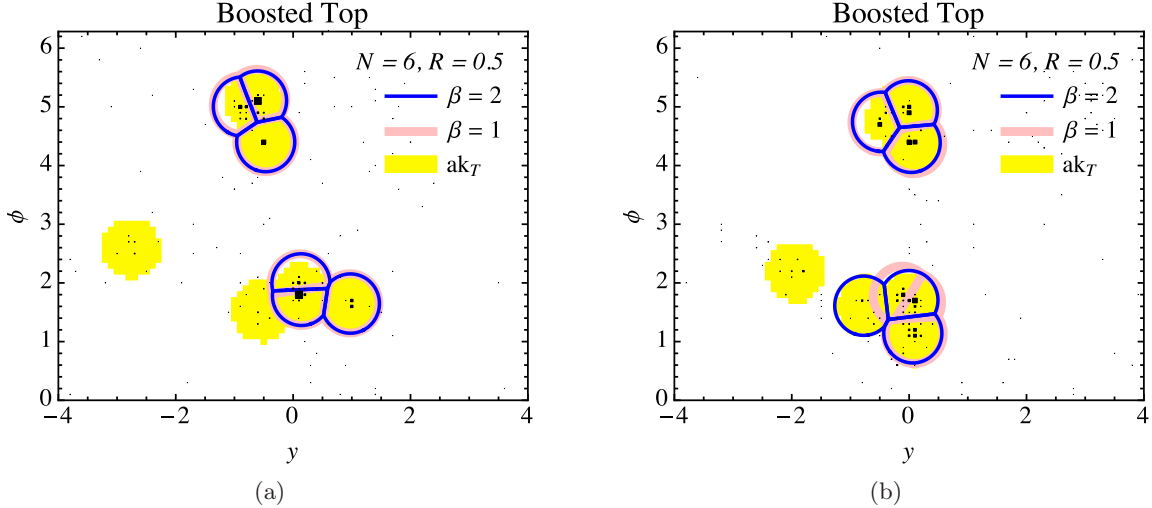 Boosted Top
N = 6, R = 0.5
β = 2
β = 1
ak_T
6
5
4
3
2
1
0
ϕ
−4 −2 0 2 4
y
(a)
Boosted Top
N = 6, R = 0.5
β = 2
β = 1
ak_T
6
5
4
3
2
1
0
ϕ
−4 −2 0 2 4
y
(b)